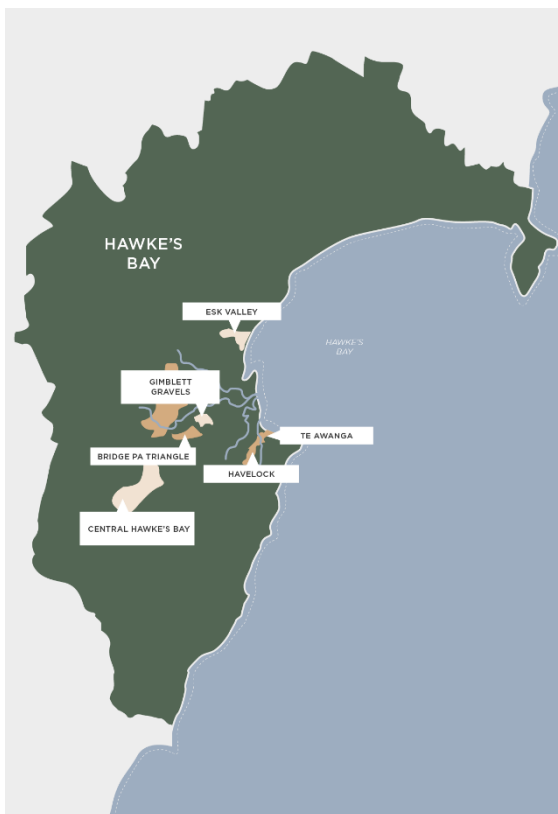 HAWKE'S
BAY
ESK VALLEY
HAWKE'S
BAY
GIMBLETT
GRAVELS
TE AWANGA
BRIDGE PA TRIANGLE
HAVELOCK
CENTRAL HAWKE'S BAY